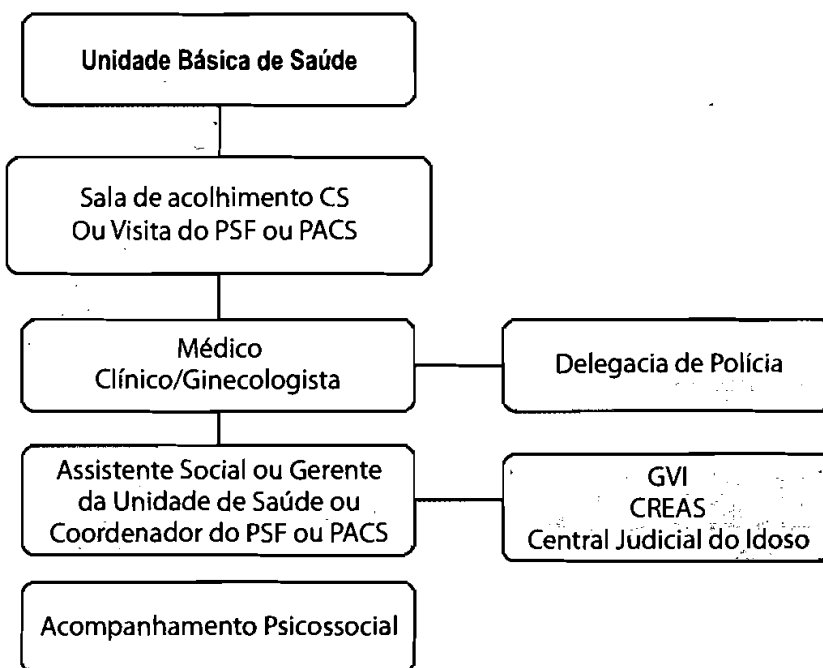 Unidade Básica de Saúde
Sala de acolhimento CS
Ou Visita do PSF ou PACS
Médico
Clínico/Ginecologista
Delegacia de Polícia
Assistente Social ou Gerente
da Unidade de Saúde ou
Coordenador do PSF ou PACS
GVI
CREAS
Central Judicial do Idoso
Acompanhamento Psicossocial